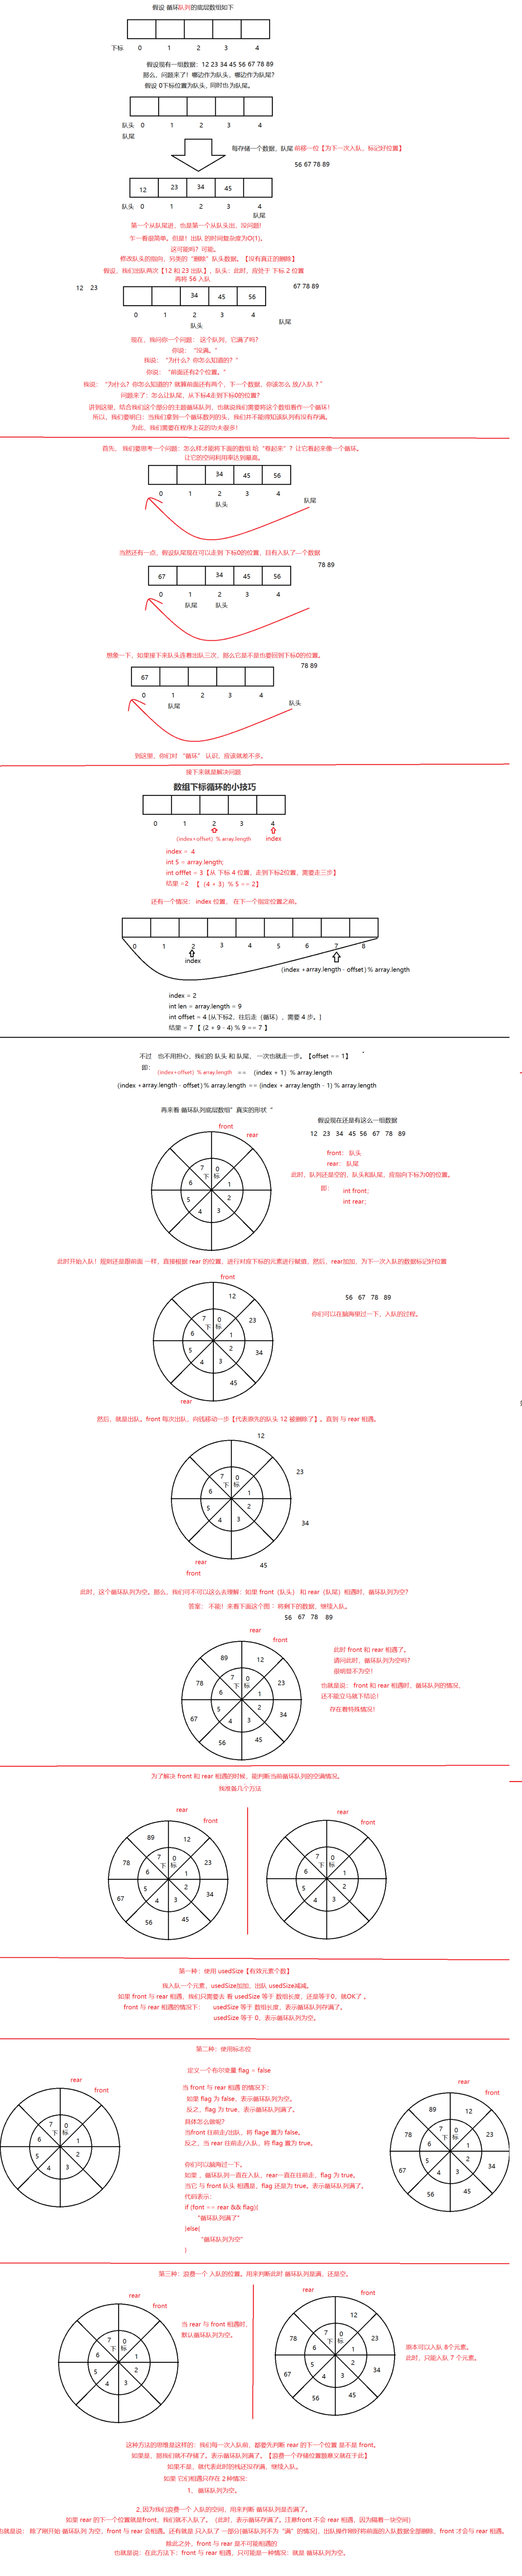 假设 循环队列的底层数组如下
下标 0 1 2 3 4
假设现有一组数据：12 23 34 45 56 67 78 89
那么，问题来了！哪边作为队头，哪边作为队尾？
假设 0下标位置为队头，同时也为队尾。
队头 0 1 2 3 4
队尾
每存储一个数据，队尾 前移一位【为下一次入队，标记好位置】
56 67 78 89
12 23 34 45
队头 0 1 2 3 4
队尾
第一个从队尾进，也是第一个从队头出，没问题！
乍一看很简单。但是！出队 的时间复杂度为O(1)。
这可能吗？可能。
修改队头的指向，另类的“删除”队头数据。【没有真正的删除】
假设，我们出队两次【12 和 23 出队】，队头：此时，应处于 下标 2 位置
再将 56 入队
12 23
67 78 89
34 45 56
0 1 2 3 4
队头
队尾
现在，我问你一个问题： 这个队列，它满了吗？
你说： “没满。”
我说： “为什么？你怎么知道的？”
你说： “前面还有2个位置。”
我说： “为什么？你怎么知道的？就算前面还有两个，下一个数据，你该怎么 放/入队 ？”
问题来了：怎么让队尾，从下标4走到下标0的位置？
讲到这里，结合我们这个部分的主题循环队列，也就说我们需要将这个数组看作一个循环！
所以，我们要明白：当我们拿到一个循环数列的头，我们并不能得知该队列有没有存满。
为此，我们需要在程序上花的功夫很多！
首先， 我们要思考一个问题：怎么样才能将下面的数组 给“卷起来”？让它看起来像一个循环。
让它的空间利用率达到最高。
34 45 56
0 1 2 3 4
队头
队尾
当然还有一点，假设队尾现在可以走到 下标0的位置，且有入队了一个数据
78 89
67 34 45 56
0 1 2 3 4
队尾 队头
想象一下，如果接下来队头连着出队三次，那么它是不是也要回到下标0的位置。
78 89
67
0 1 2 3 4
队尾
队头
到这里，你们对 “循环” 认识，应该就差不多。
接下来就是解决问题
数组下标循环的小技巧
0 1 2 3 4
（index+offset）% array.length index
index = 4
int 5 = array.length;
int offfet = 3【从 下标 4 位置，走到下标2位置，需要走三步】
结果 =2 【（4 + 3）% 5 == 2】
还有一个情况： index 位置， 在下一个指定位置之前。
0 1 2 3 4 5 6 7 8
index
(index +array.length - offset) % array.length
index = 2
int len = array.length = 9
int offset = 4 [从下标2，往后走（循环），需要 4 步。]
结果 = 7 【 (2 + 9 - 4) % 9 == 7 】
不过 也不用担心，我们的 队头 和 队尾， 一次也就走一步。【offset == 1】
即：
(index+offset）% array.length == (index + 1）% array.length
(index +array.length - offset) % array.length == (index + array.length - 1) % array.length
再来看 循环队列底层数组“真实的形状“
假设现在还是有这么一组数据
12 23 34 45 56 67 78 89
front
rear
front： 队头
rear： 队尾
此时，队列还是空的，队头和队尾，应指向下标为0的位置。
即： int front；
int rear；
7 0
下 标
6 1
5 2
4 3
此时开始入队！规则还是跟前面 一样，直接根据 rear 的位置，进行对应下标的元素进行赋值，然后，rear加加，为下一次入队的数据标记好位置
front
12
23
34
45
56 67 78 89
你们可以在脑海里过一下，入队的过程。
7 0
下 标
6 1
5 2
4 3
rear
然后，就是出队。front 每次出队，向钱移动一步【代表原先的队头 12 被删除了】。直到 与 rear 相遇。
12
23
34
45
7 0
下 标
6 1
5 2
4 3
rear
front
此时，这个循环队列为空。那么，我们可不可以这么去理解：如果 front（队头） 和 rear（队尾）相遇时，循环队列为空？
答案： 不能！来看下面这个图 ：将剩下的数据，继续入队。
56 67 78 89
rear
front
89 12
78 23
67 34
56 45
7 0
下 标
6 1
5 2
4 3
此时 front 和 rear 相遇了。
请问此时，循环队列为空吗？
很明显不为空！
也就是说： front 和 rear 相遇时，循环队列的情况，
还不能立马就下结论！
存在着特殊情况！
为了解决 front 和 rear 相遇的时候，能判断当前循环队列的空满情况。
我准备几个方法
rear
front
89 12
78 23
67 34
56 45
7 0
下 标
6 1
5 2
4 3
rear
front
7 0
下 标
6 1
5 2
4 3
第一种：使用 usedSize【有效元素个数】
每入队一个元素，usedSize加加，出队 usedSize减减。
如果 front 与 rear 相遇，我们只需要去 看 usedSize 等于 数组长度，还是等于0，就OK了 。
front 与 rear 相遇的情况下： usedSize 等于 数组长度，表示循环队列存满了。
usedSize 等于 0，表示循环队列为空。
第二种：使用标志位
定义一个布尔变量 flag = false
当 front 与 rear 相遇 的情况下：
如果 flag 为 false，表示循环队列为空。
反之，flag 为 true，表示循环队列满了。
具体怎么做呢？
当front 往前走/出队，将 flage 置为 false。
反之，当 rear 往前走/入队，将 flag 置为 true。
你们可以脑海过一下。
如果 ，循环队列一直在入队，rear一直在往前走，flag 为 true。
当它 与 front 队头 相遇是，flag 还是为 true。表示循环队列满了。
代码表示：
if (font == rear && flag){
“循环队列满了”
}else{
“循环队列为空”
}
rear
front
7 0
下 标
6 1
5 2
4 3
rear
front
89 12
78 23
67 34
56 45
7 0
下 标
6 1
5 2
4 3
第三种：浪费一个 入队的位置。用来判断此时 循环队列是满，还是空。
rear
front
7 0
下 标
6 1
5 2
4 3
当 rear 与 front 相遇时，
默认循环队列为空。
rear
front
12
78 23
67 34
56 45
7 0
下 标
6 1
5 2
4 3
原本可以入队 8个元素。
此时，只能入队 7 个元素。
这种方法的思维是这样的：我们每一次入队前，都要先判断 rear 的下一个位置 是不是 front。
如果是，那我们就不存储了。表示循环队列满了。【浪费一个存储位置题意义就在于此】
如果不是，就代表此时的线还没存满，继续入队。
如果 它们相遇只存在 2 种情况：
1、 循环队列为空。
2、因为我们浪费一个 入队的空间，用来判断 循环队列是否满了。
如果 rear 的下一个位置是front，我们就不入队了。（此时，表示循环存满了。注意front 不会 rear 相遇，因为隔着一块空间）
也就是说： 除了刚开始 循环队列 为空，front 与 rear 会相遇。还有就是 只入队了 一部分[循环队列不为“满”的情况]，出队操作刚好将前面的入队数据全部删除，front 才会与 rear 相遇。
除此之外，front 与 rear 是不可能相遇的
也就是说：在此方法下：front 与 rear 相遇，只可能是一种情况：就是 循环队列为空。